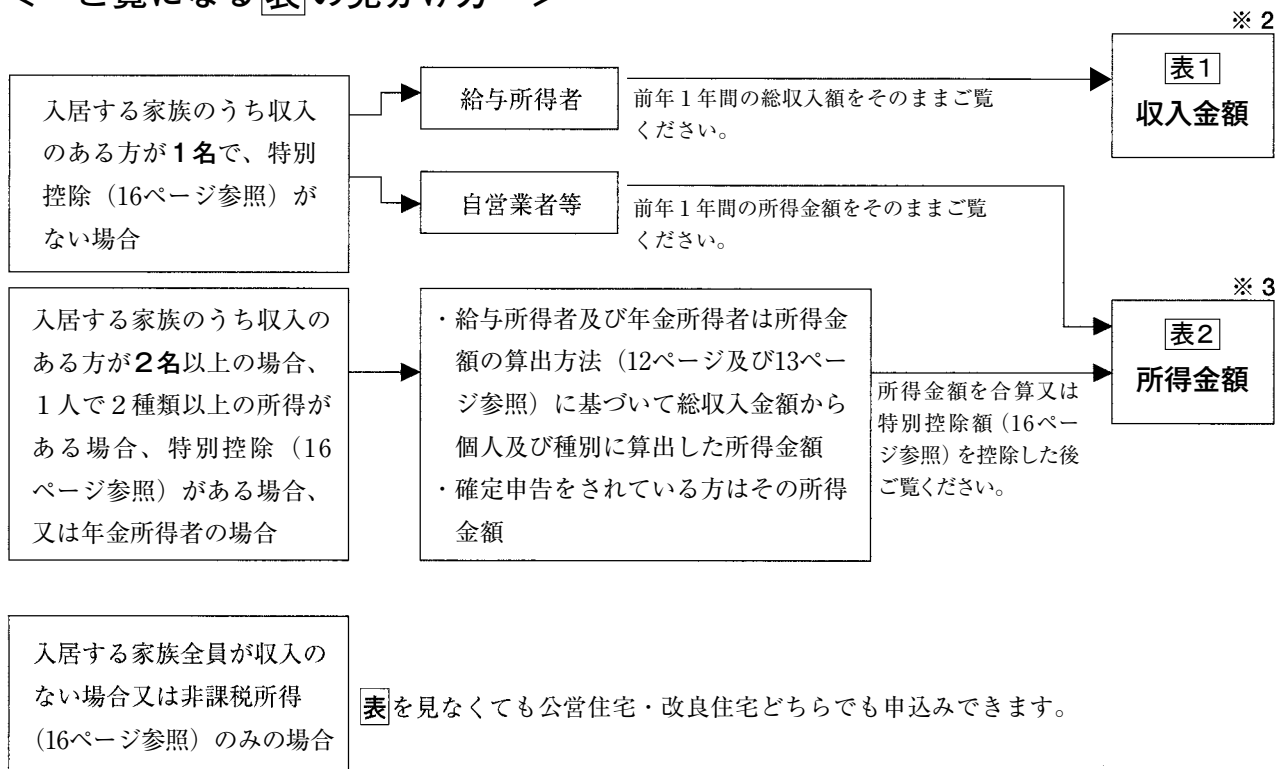 ＜ ご覧になる表の見分け方 ＞
入居する家族のうち収入
のある方が１名で、特別
控除（16ページ参照）が
ない場合
給与所得者
前年１年間の総収入額をそのままご覧
ください。
※２
表１
収入金額
自営業者等
前年１年間の所得金額をそのままご覧
ください。
入居する家族のうち収入の
ある方が２名以上の場合、
１人で２種類以上の所得が
ある場合、特別控除（16
ページ参照）がある場合、
又は年金所得者の場合
・給与所得者及び年金所得者は所得金
額の算出方法（12ページ及び13ペー
ジ参照）に基づいて総収入金額から
個人及び種別に算出した所得金額
・確定申告をされている方はその所得
金額
所得金額を合算又は
特別控除額（16ペー
ジ参照）を控除した後
ご覧ください。
※３
表２
所得金額
入居する家族全員が収入の
ない場合又は非課税所得
（16ページ参照）のみの場合
表を見なくても公営住宅・改良住宅どちらでも申込みできます。